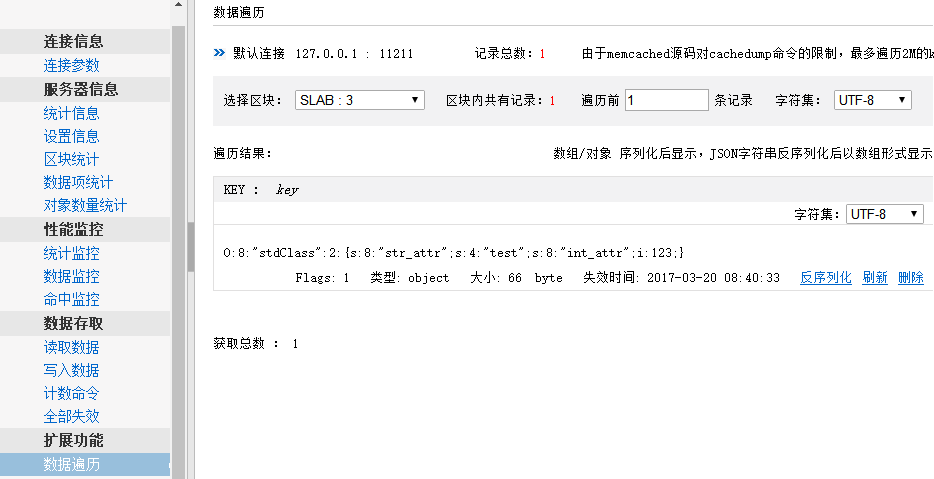 连接信息
连接参数
服务器信息
统计信息
设置信息
区块统计
数据项统计
对象数量统计
性能监控
统计监控
数据监控
命中监控
数据存取
读取数据
写入数据
计数命令
全部失效
扩展功能
数据遍历
数据遍历
默认连接 127.0.0.1 : 11211 记录总数：1 由于memcached源码对cachedump命令的限制，最多遍历2M的k
选择区块： SLAB : 3 区块内共有记录：1 遍历前 1 条记录 字符集： UTF-8
遍历结果： 数组/对象 序列化后显示，JSON字符串反序列化后以数组形式显示
KEY : key
字符集： UTF-8
O:8:"stdClass":2:{s:8:"str_attr";s:4:"test";s:8:"int_attr";i:123;}
Flags: 1 类型: object 大小: 66 byte 失效时间: 2017-03-20 08:40:33 反序列化 刷新 删除
获取总数 : 1